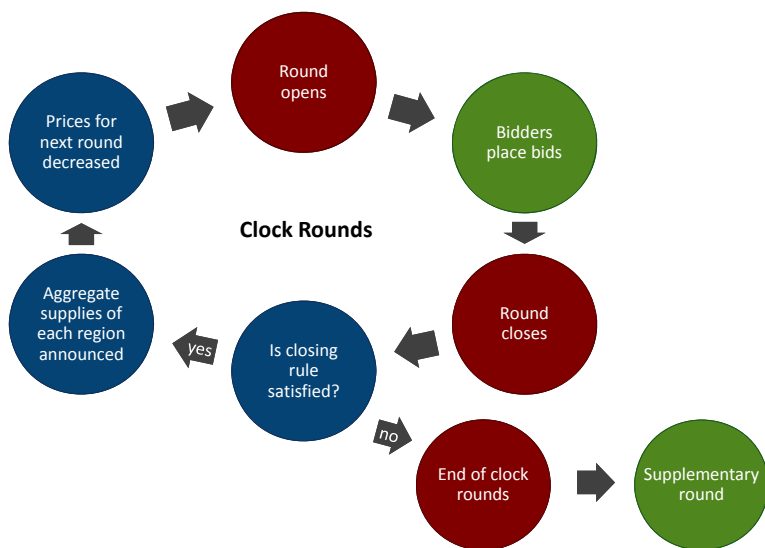 Round
opens
Prices for
next round
decreased
Bidders
place bids
Clock Rounds
Aggregate
supplies of
each region
announced
yes
Is closing
rule
satisfied?
Round
closes
no
End of clock
rounds
Supplementary
round